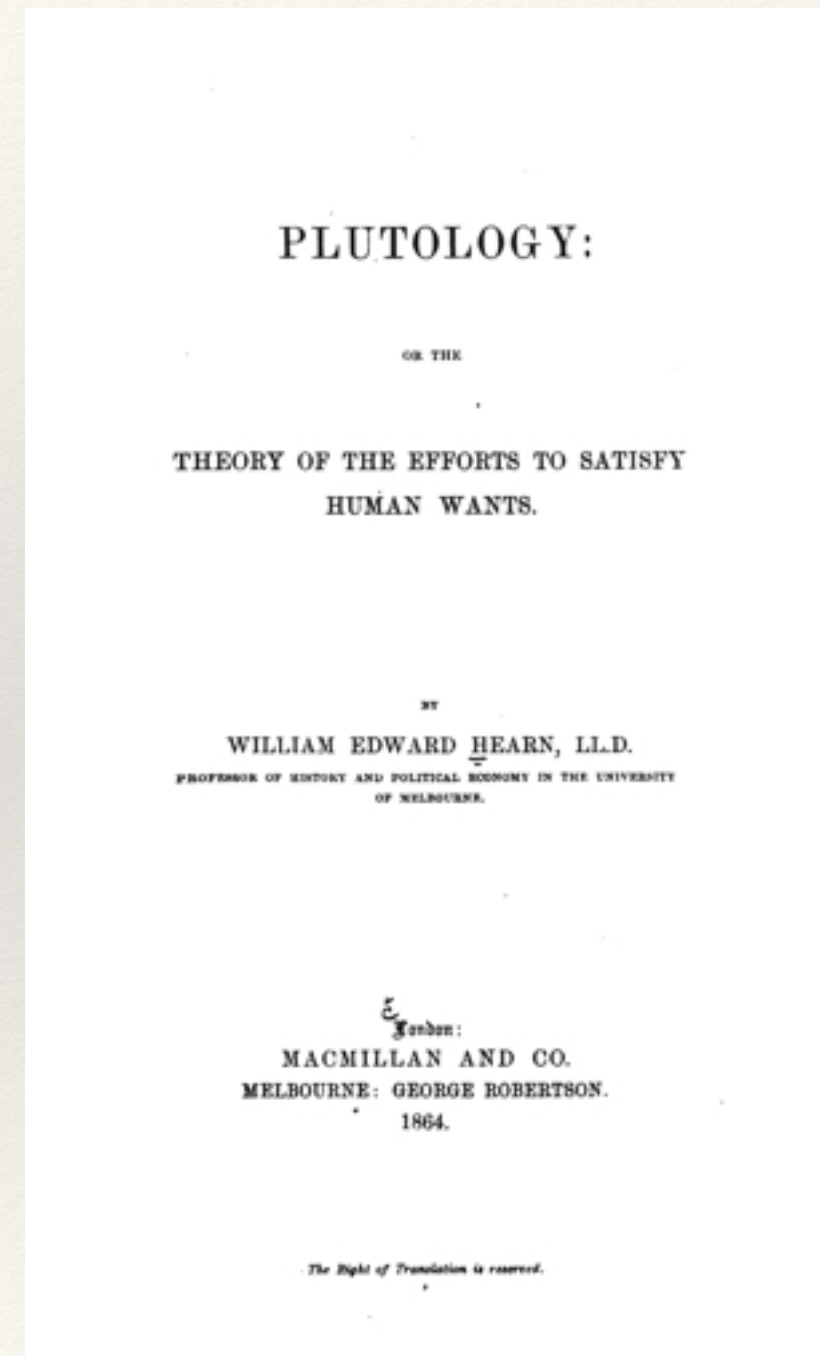 PLUTOLOGY:
OR THE
THEORY OF THE EFFORTS TO SATISFY
HUMAN WANTS.
BY
WILLIAM EDWARD HEARN, LL.D.
PROFESSOR OF HISTORY AND POLITICAL ECONOMY IN THE UNIVERSITY
OF MELBOURNE.
London:
MACMILLAN AND CO.
MELBOURNE: GEORGE ROBERTSON.
1864.
The Right of Translation is reserved.